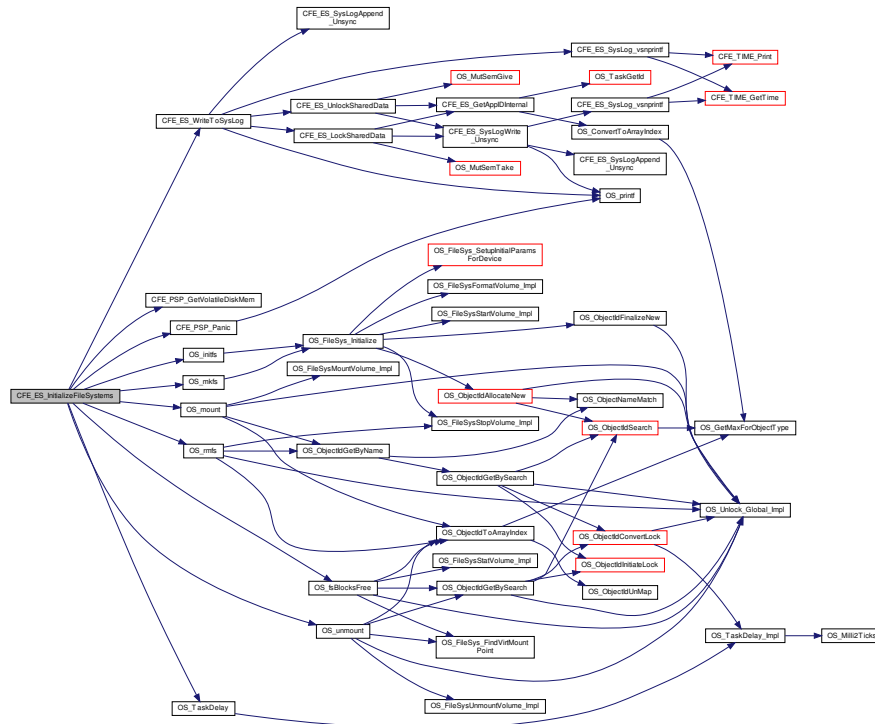 CFE_ES_SysLogAppend
_Unsync
CFE_ES_SysLog_vsnprintf
CFE_TIME_Print
OS_MutSemGive
OS_TaskGetId
CFE_TIME_GetTime
CFE_ES_UnlockSharedData
CFE_ES_GetAppIDInternal
CFE_ES_SysLog_vsnprintf
CFE_ES_WriteToSysLog
CFE_ES_LockSharedData
CFE_ES_SysLogWrite
_Unsync
OS_ConvertToArrayIndex
OS_MutSemTake
CFE_ES_SysLogAppend
_Unsync
OS_printf
OS_FileSys_SetupInitialParams
ForDevice
OS_FileSysFormatVolume_Impl
CFE_PSP_GetVolatileDiskMem
OS_FileSysStartVolume_Impl
OS_ObjectIdFinalizeNew
CFE_PSP_Panic
OS_FileSys_Initialize
OS_initfs
OS_FileSysMountVolume_Impl
OS_mkfs
CFE_ES_InitializeFileSystems
OS_ObjectIdAllocateNew
OS_ObjectNameMatch
OS_mount
OS_FileSysStopVolume_Impl
OS_ObjectIdSearch
OS_GetMaxForObjectType
OS_rmfs
OS_ObjectIdGetByName
OS_ObjectIdGetBySearch
OS_Unlock_Global_Impl
OS_ObjectIdToArrayIndex
OS_ObjectIdConvertLock
OS_FileSysStatVolume_Impl
OS_ObjectIdInitiateLock
OS_fsBlocksFree
OS_ObjectIdGetBySearch
OS_ObjectIdUnMap
OS_unmount
OS_FileSys_FindVirtMount
Point
OS_TaskDelay_Impl
OS_Milli2Ticks
OS_FileSysUnmountVolume_Impl
OS_TaskDelay